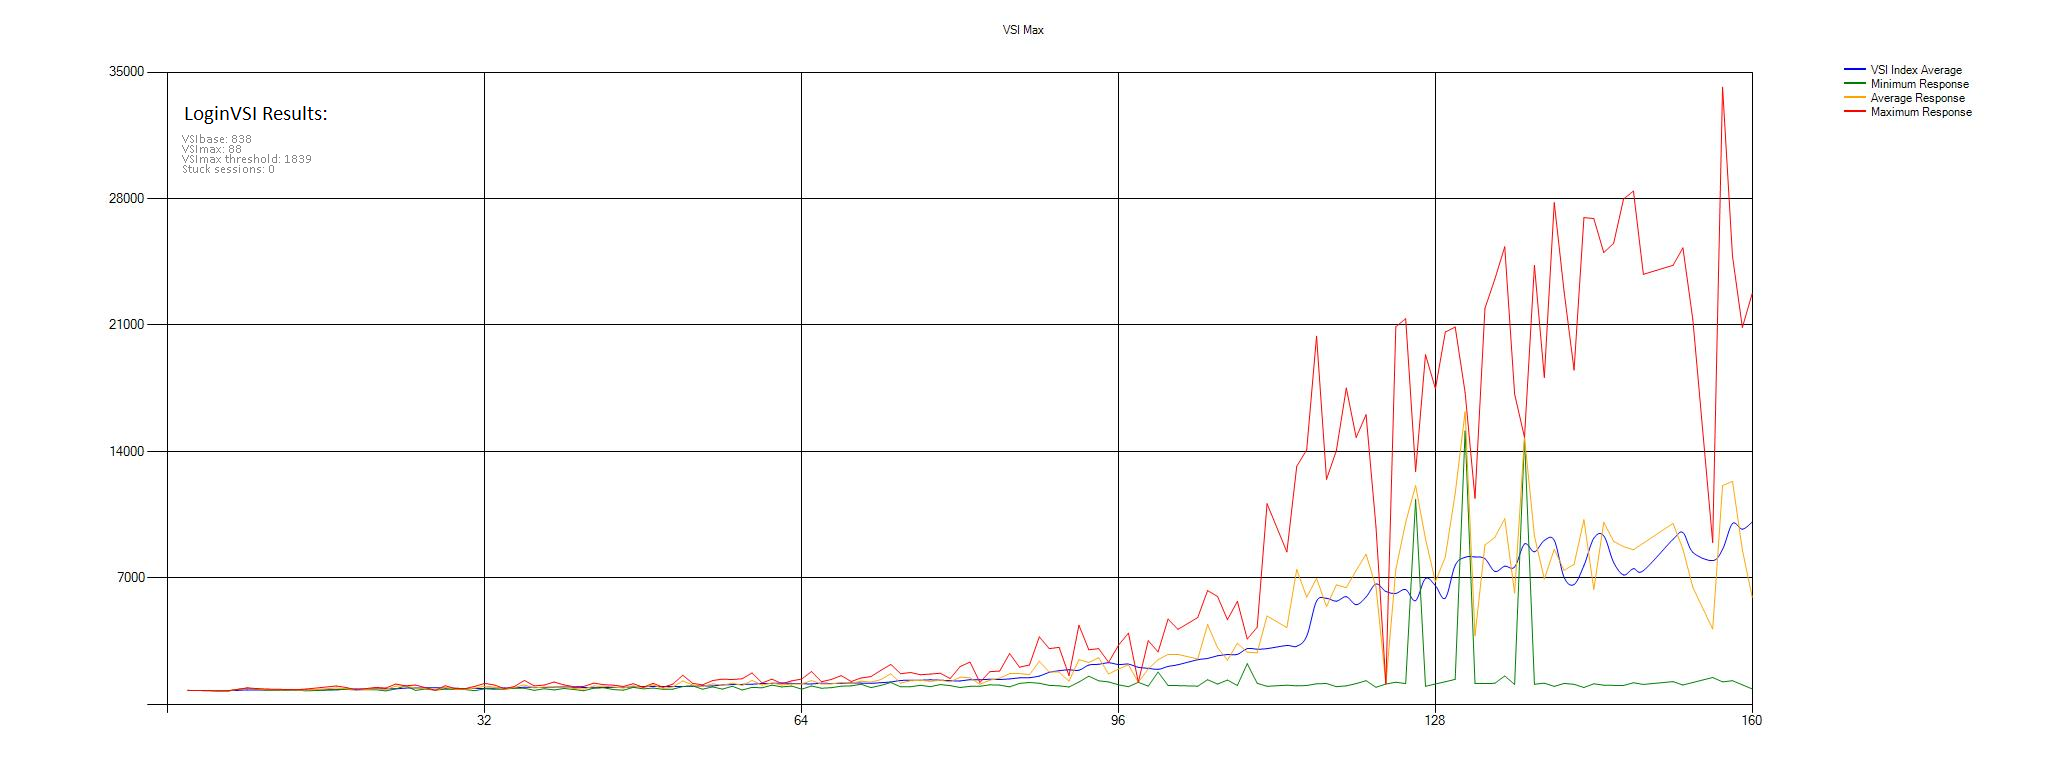 VSI Max
35000
28000
21000
14000
7000
LoginVSI Results:
VSIbase: 838
VSImax: 88
VSImax threshold: 1839
Stuck sessions: 0
VSI Index Average
Minimum Response
Average Response
Maximum Response
32
64
96
128
160